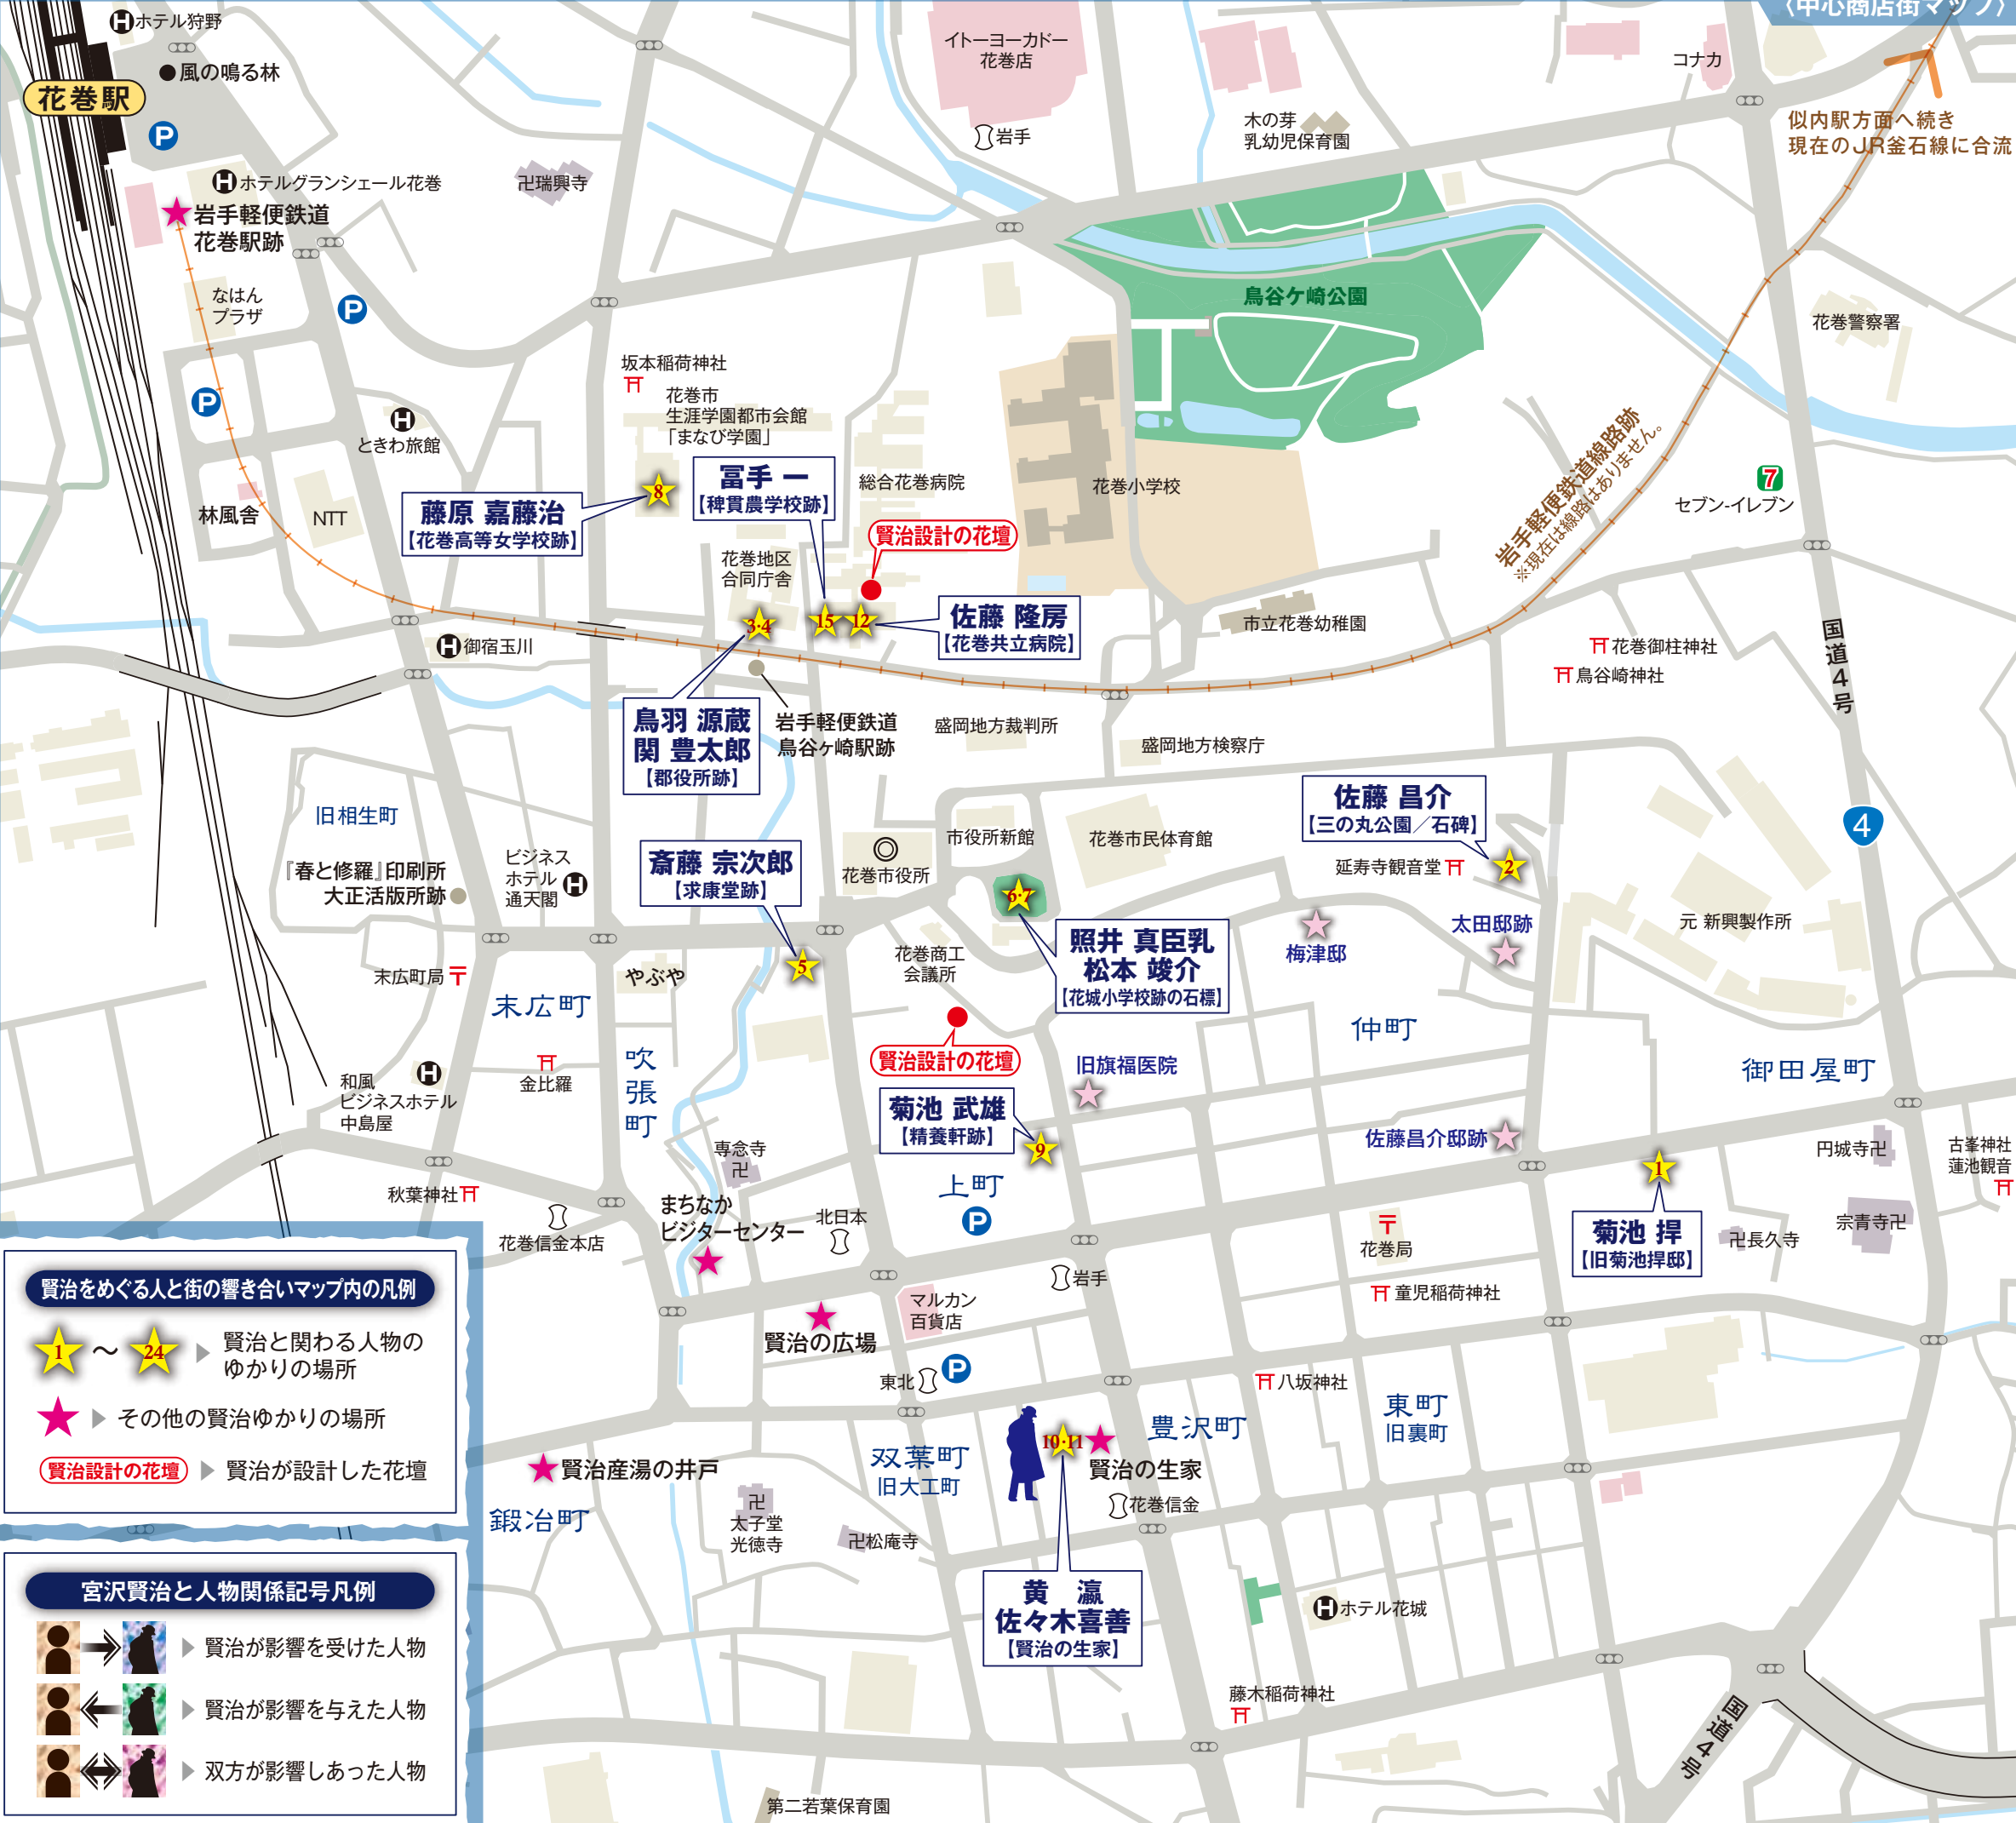 〈中心商店街マップ〉
H ホテル狩野
風の鳴る林
花巻駅
P
イトーヨーカドー
花巻店
岩手
コナカ
木の芽
乳幼児保育園
似内駅方面へ続き
現在のJR釜石線に合流
H ホテルグランシェール花巻
卍瑞興寺
岩手軽便鉄道
花巻駅跡
なはん
プラザ
P
鳥谷ケ崎公園
花巻警察署
坂本稲荷神社
花巻市
生涯学園都市会館
「まなび学園」
P
H
ときわ旅館
林風舎
NTT
藤原 嘉藤治
【花巻高等女学校跡】
8
冨手 一
【稗貫農学校跡】
総合花巻病院
賢治設計の花壇
花巻小学校
岩手軽便鉄道線路跡
※現在は線路はありません。
7
セブン-イレブン
花巻地区
合同庁舎
3・4
15
12
佐藤 隆房
【花巻共立病院】
市立花巻幼稚園
花巻御柱神社
鳥谷崎神社
国道4号
H 御宿玉川
鳥羽 源蔵
関 豊太郎
【郡役所跡】
岩手軽便鉄道
鳥谷ヶ崎駅跡
盛岡地方裁判所
盛岡地方検察庁
旧相生町
『春と修羅』印刷所
大正活版所跡
ビジネス
ホテル
通天閣
H
斎藤 宗次郎
【求康堂跡】
5
花巻市役所
市役所新館
花巻市民体育館
佐藤 昌介
【三の丸公園／石碑】
延寿寺観音堂
2
4
6・7
照井 真臣乳
松本 竣介
【花城小学校跡の石標】
梅津邸
太田邸跡
元 新興製作所
花巻商工
会議所
末広町局
やぶや
末広町
賢治設計の花壇
仲町
吹張町
旧旗福医院
御田屋町
金比羅
H
和風
ビジネスホテル
中島屋
菊池 武雄
【精養軒跡】
9
専念寺
卍
佐藤昌介邸跡
1
円城寺卍
古峯神社
蓮池観音
秋葉神社
上町
P
まちなか
ビジターセンター
北日本
花巻信金本店
花巻局
菊池 捍
【旧菊池捍邸】
卍長久寺
宗青寺卍
岩手
童児稲荷神社
マルカン
百貨店
賢治の広場
東北
P
八坂神社
東町
旧裏町
豊沢町
双葉町
旧大工町
10・11
賢治の生家
花巻信金
賢治産湯の井戸
鍛冶町
卍
太子堂
光徳寺
卍松庵寺
黄 瀛
佐々木喜善
【賢治の生家】
H ホテル花城
藤木稲荷神社
国道4号
第二若葉保育園
賢治をめぐる人と街の響き合いマップ内の凡例
1 〜 24 賢治と関わる人物の
ゆかりの場所
その他の賢治ゆかりの場所
賢治設計の花壇 賢治が設計した花壇
宮沢賢治と人物関係記号凡例
賢治が影響を受けた人物
賢治が影響を与えた人物
双方が影響しあった人物